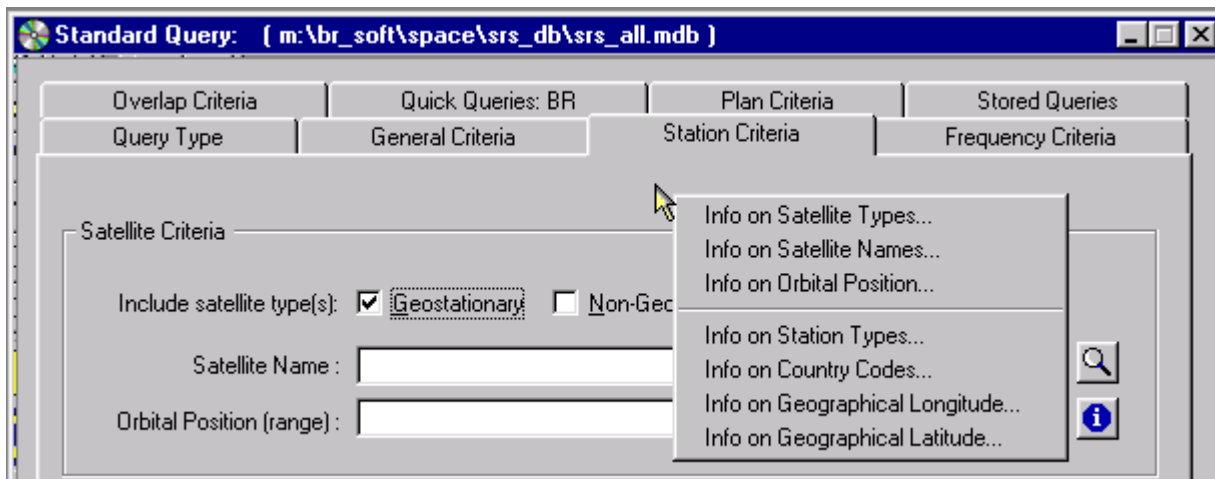 Standard Query: ( m:\br_soft\space\srs_db\srs_all.mdb )
Overlap Criteria Quick Queries: BR Plan Criteria Stored Queries
Query Type General Criteria Station Criteria Frequency Criteria
Satellite Criteria
Include satellite type(s): Geostationary Non-Geo
Satellite Name :
Orbital Position (range) :
Info on Satellite Types...
Info on Satellite Names...
Info on Orbital Position...
Info on Station Types...
Info on Country Codes...
Info on Geographical Longitude...
Info on Geographical Latitude...